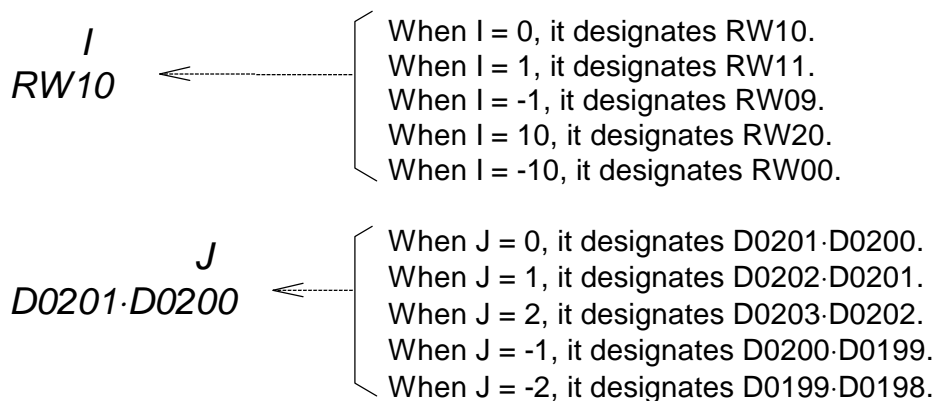 I
RW10
When I = 0, it designates RW10.
When I = 1, it designates RW11.
When I = -1, it designates RW09.
When I = 10, it designates RW20.
When I = -10, it designates RW00.
J
D0201·D0200
When J = 0, it designates D0201·D0200.
When J = 1, it designates D0202·D0201.
When J = 2, it designates D0203·D0202.
When J = -1, it designates D0200·D0199.
When J = -2, it designates D0199·D0198.